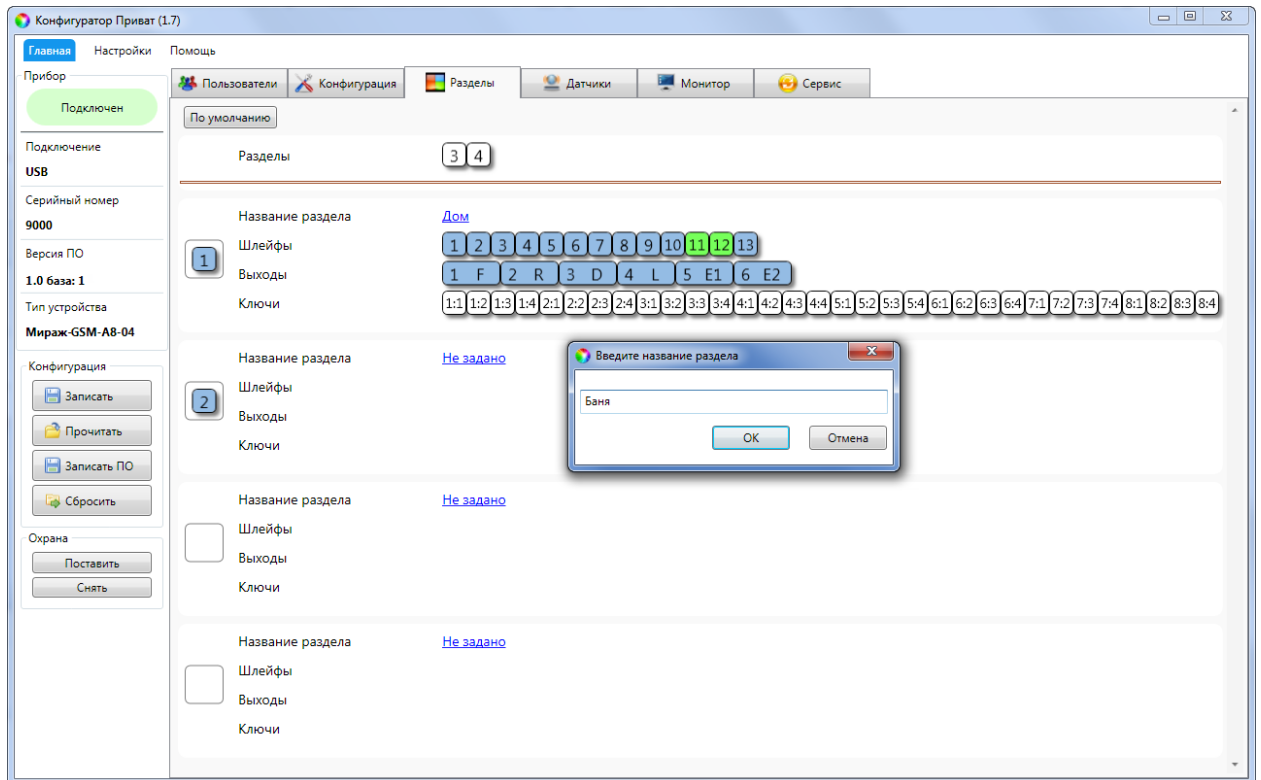 Конфигуратор Приват (1.7)
Главная Настройки Помощь
Прибор
Подключен
Подключение
USB
Серийный номер
9000
Версия ПО
1.0 база: 1
Тип устройства
Мираж-GSM-A8-04
Конфигурация
Записать
Прочитать
Записать ПО
Сбросить
Охрана
Поставить
Снять
Пользователи Конфигурация Разделы Датчики Монитор Сервис
По умолчанию
Разделы 3 4
1
Название раздела Дом
Шлейфы 1 2 3 4 5 6 7 8 9 10 11 12 13
Выходы 1 F 2 R 3 D 4 L 5 E1 6 E2
Ключи 1:1 1:2 1:3 1:4 2:1 2:2 2:3 2:4 3:1 3:2 3:3 3:4 4:1 4:2 4:3 4:4 5:1 5:2 5:3 5:4 6:1 6:2 6:3 6:4 7:1 7:2 7:3 7:4 8:1 8:2 8:3 8:4
2
Название раздела Не задано
Шлейфы
Выходы
Ключи
Введите название раздела
Баня
OK Отмена
Название раздела Не задано
Шлейфы
Выходы
Ключи
Название раздела Не задано
Шлейфы
Выходы
Ключи